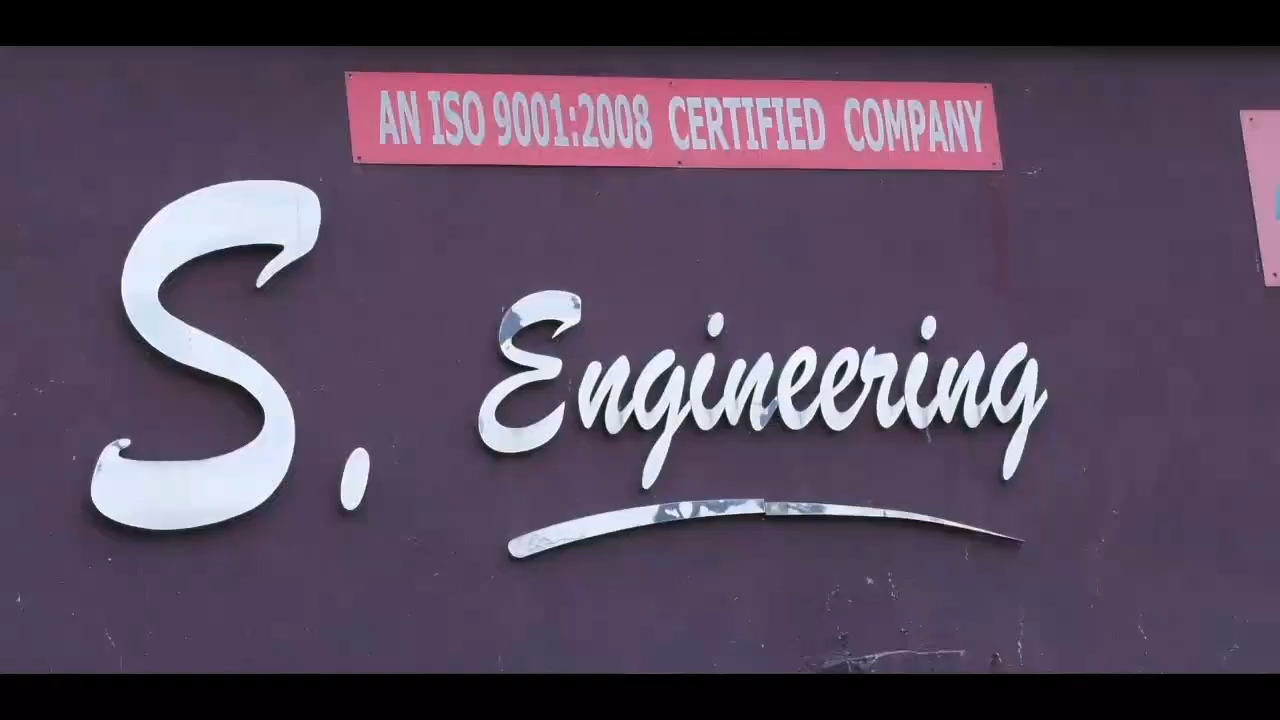 AN ISO 9001:2008 CERTIFIED COMPANY
S. Engineering